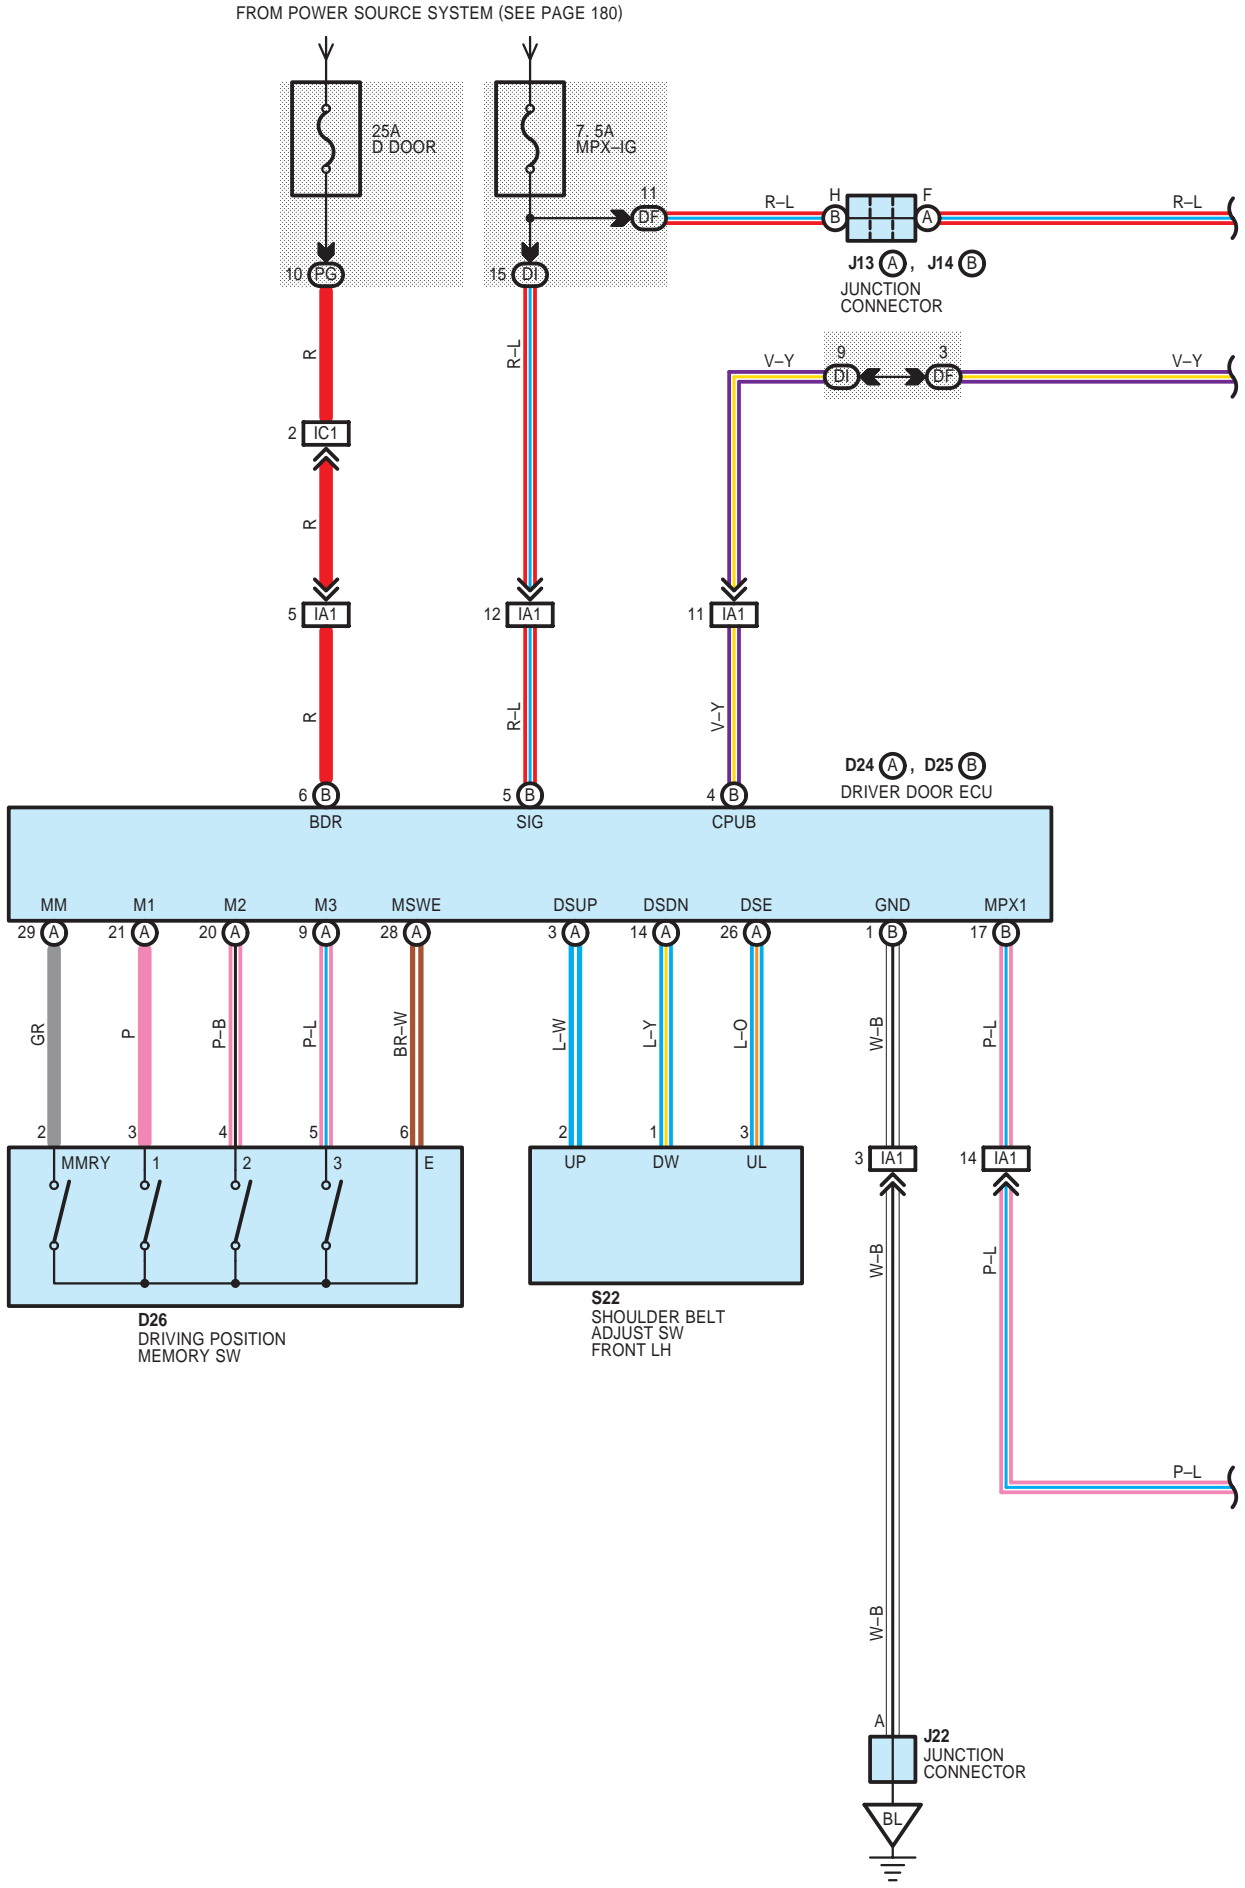 FROM POWER SOURCE SYSTEM (SEE PAGE 180)
25A
D DOOR
7. 5A
MPX–IG
11
DF
R–L
H
B
F
A
R–L
J13 A , J14 B
JUNCTION
CONNECTOR
10 PG
15 DI
R
R–L
V–Y
9
DI
3
DF
V–Y
2 IC1
R
5 IA1
12 IA1
11 IA1
R
R–L
V–Y
D24 A , D25 B
DRIVER DOOR ECU
6 B
5 B
4 B
BDR
SIG
CPUB
MM
M1
M2
M3
MSWE
DSUP
DSDN
DSE
GND
MPX1
29 A
21 A
20 A
9 A
28 A
3 A
14 A
26 A
1 B
17 B
GR
P
P–B
P–L
BR–W
L–W
L–Y
L–O
W–B
P–L
2
3
4
5
6
2
1
3
3 IA1
14 IA1
MMRY
1
2
3
E
UP
DW
UL
W–B
P–L
D26
DRIVING POSITION
MEMORY SW
S22
SHOULDER BELT
ADJUST SW
FRONT LH
P–L
W–B
A
J22
JUNCTION
CONNECTOR
BL